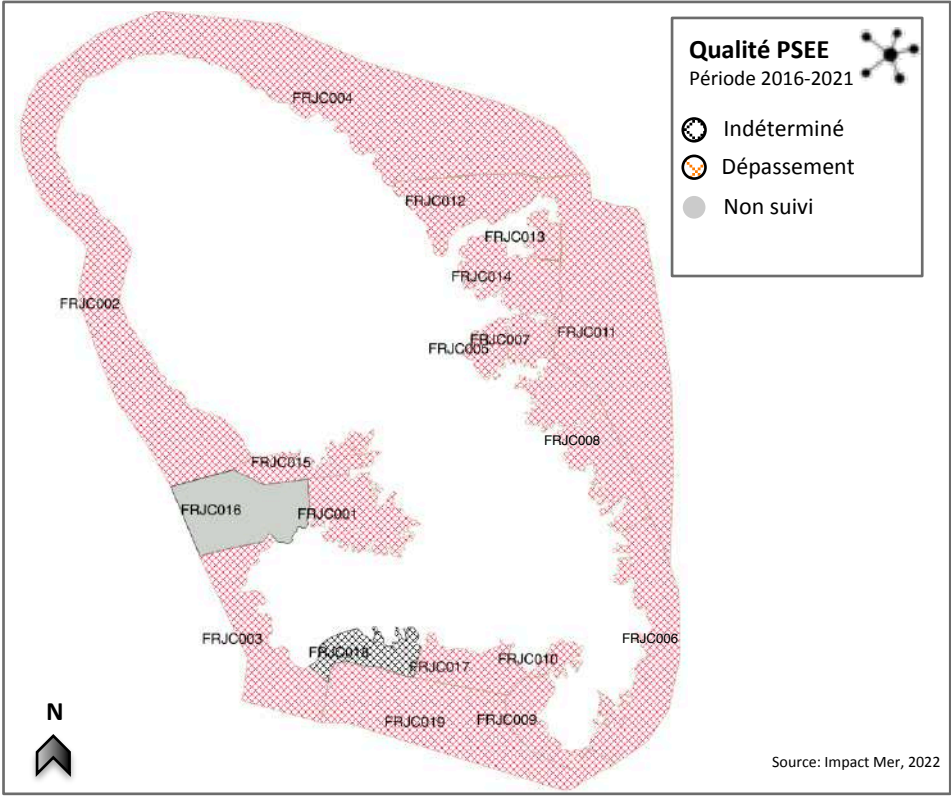 Qualité PSEE
Période 2016-2021
Indéterminé
Dépassement
Non suivi
FRJC004
FRJC012
FRJC013
FRJC014
FRJC002
FRJC011
FRJC007
FRJC005
FRJC008
FRJC015
FRJC016
FRJC001
FRJC003
FRJC006
FRJC018
FRJC010
FRJC017
FRJC019
FRJC009
N
Source: Impact Mer, 2022